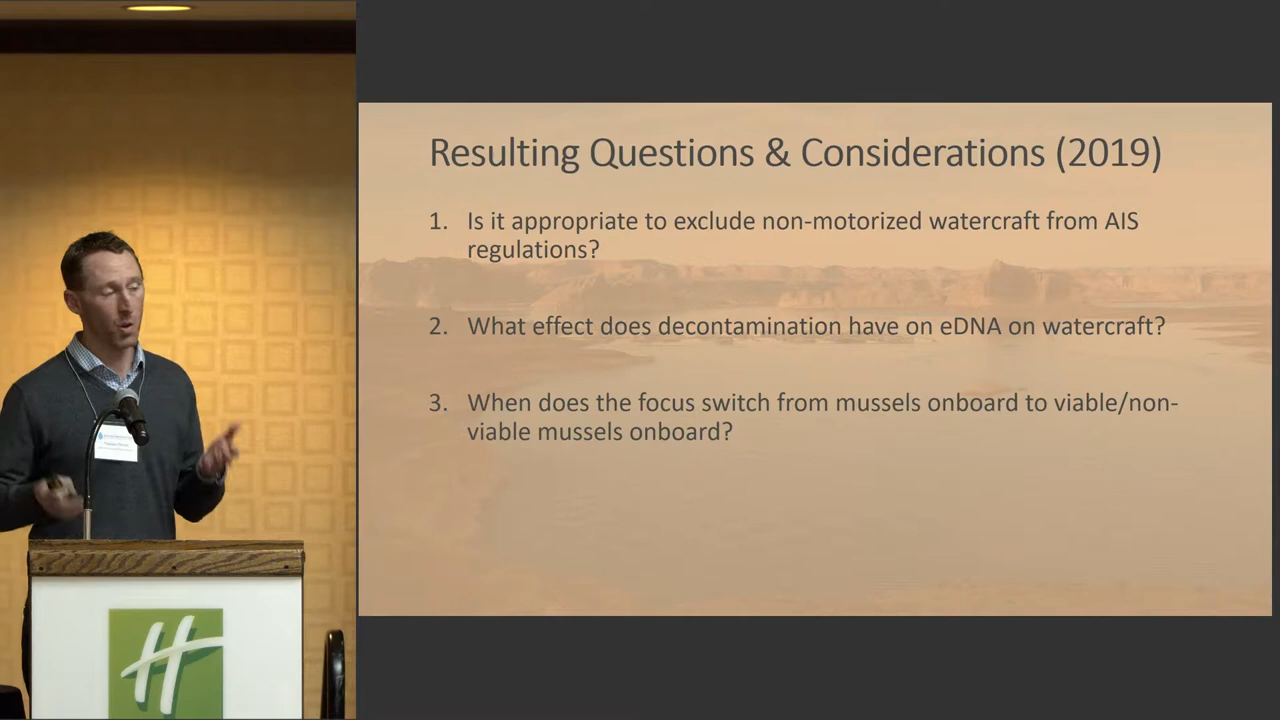 Resulting Questions & Considerations (2019)
1. Is it appropriate to exclude non-motorized watercraft from AIS
regulations?
2. What effect does decontamination have on eDNA on watercraft?
3. When does the focus switch from mussels onboard to viable/non-
viable mussels onboard?
H